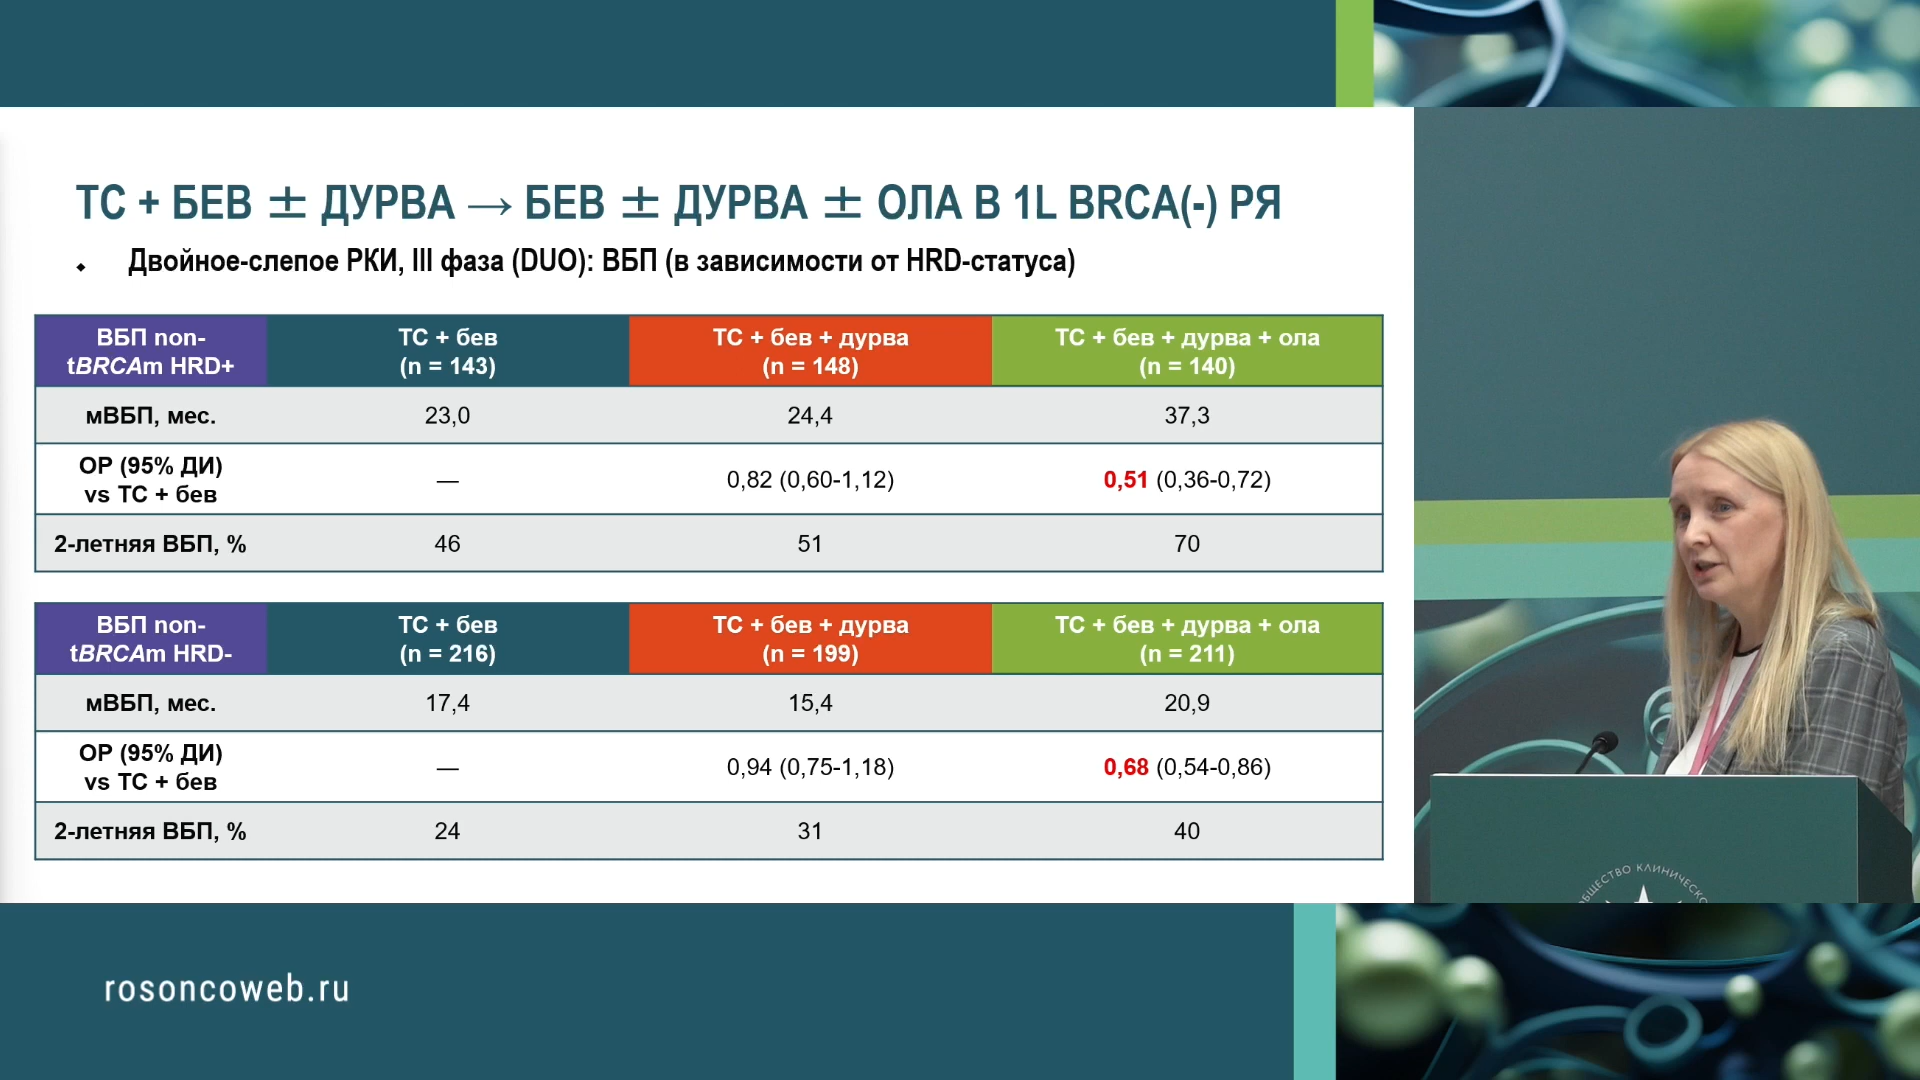 ТС + БЕВ ± ДУРВА → БЕВ ± ДУРВА ± ОЛА В 1L BRCA(-) РЯ
Двойное-слепое РКИ, III фаза (DUO): ВБП (в зависимости от HRD-статуса)
ВБП non-tBRCAm HRD+ ТС + бев (n = 143) ТС + бев + дурва (n = 148) ТС + бев + дурва + ола (n = 140)
мВБП, мес. 23,0 24,4 37,3
ОР (95% ДИ) vs ТС + бев — 0,82 (0,60-1,12) 0,51 (0,36-0,72)
2-летняя ВБП, % 46 51 70
ВБП non-tBRCAm HRD- ТС + бев (n = 216) ТС + бев + дурва (n = 199) ТС + бев + дурва + ола (n = 211)
мВБП, мес. 17,4 15,4 20,9
ОР (95% ДИ) vs ТС + бев — 0,94 (0,75-1,18) 0,68 (0,54-0,86)
2-летняя ВБП, % 24 31 40
rosoncoweb.ru